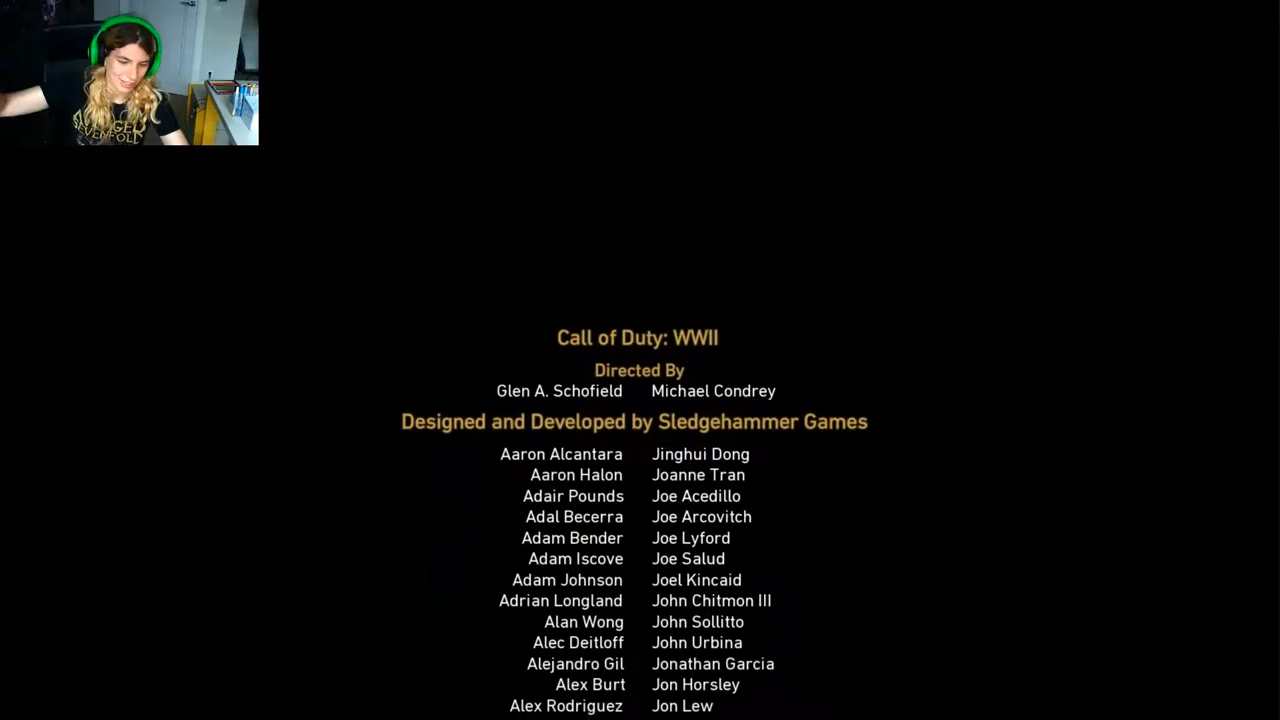 AVENGED
SEVENFOLD
Call of Duty: WWII
Directed By
Glen A. Schofield Michael Condrey
Designed and Developed by Sledgehammer Games
Aaron Alcantara Jinghui Dong
Aaron Halon Joanne Tran
Adair Pounds Joe Acedillo
Adal Becerra Joe Arcovitch
Adam Bender Joe Lyford
Adam Iscove Joe Salud
Adam Johnson Joel Kincaid
Adrian Longland John Chitmon III
Alan Wong John Sollitto
Alec Deitloff John Urbina
Alejandro Gil Jonathan Garcia
Alex Burt Jon Horsley
Alex Rodriguez Jon Lew